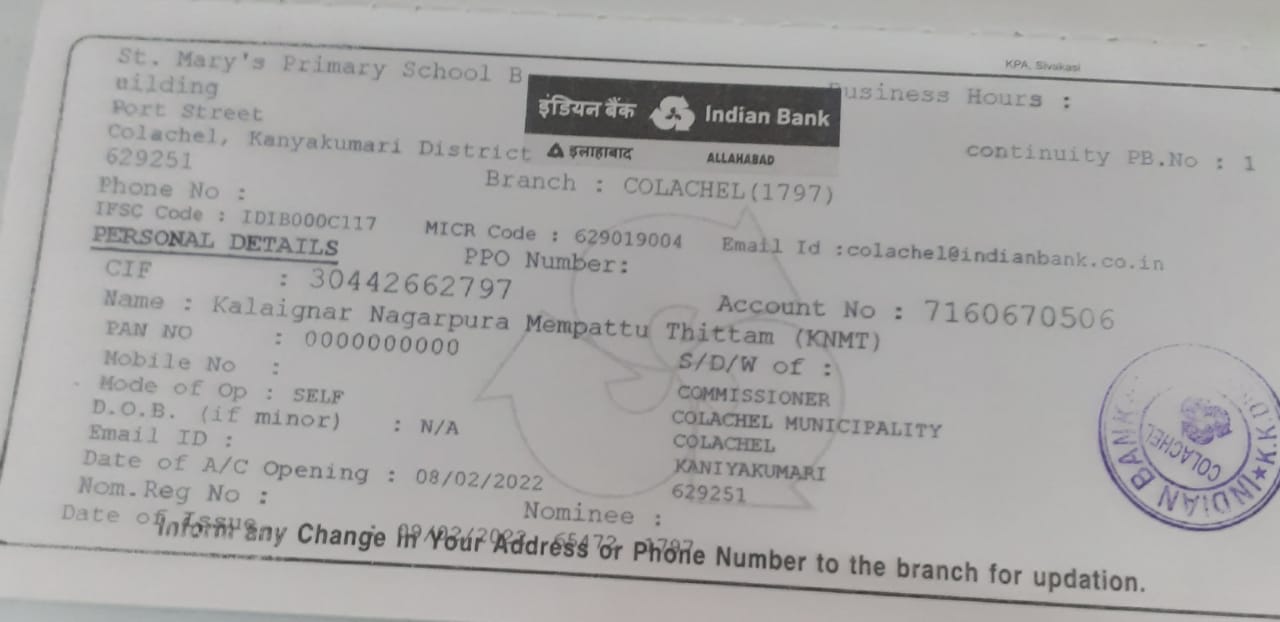 KPA, Sivakasi
St. Mary's Primary School B
uilding
Port Street
Colachel, Kanyakumari District
629251
इंडियन बैंक Indian Bank
इलाहाबाद ALLAHABAD
Business Hours :
continuity PB.No : 1
Branch : COLACHEL(1797)
Phone No :
IFSC Code : IDIB000C117 MICR Code : 629019004 Email Id :colachel@indianbank.co.in
PERSONAL DETAILS PPO Number:
CIF : 30442662797 Account No : 7160670506
Name : Kalaignar Nagarpura Mempattu Thittam (KNMT)
PAN NO : 0000000000 S/D/W of :
Mobile No :
Mode of Op : SELF COMMISSIONER
D.O.B. (if minor) : N/A COLACHEL MUNICIPALITY
Email ID : COLACHEL
Date of A/C Opening : 08/02/2022 KANIYAKUMARI
629251
Nom.Reg No : Nominee :
Date of Issue
Inform any Change in Your Address or Phone Number to the branch for updation.
INDIAN BANK
COLACHEL
★K.K.D